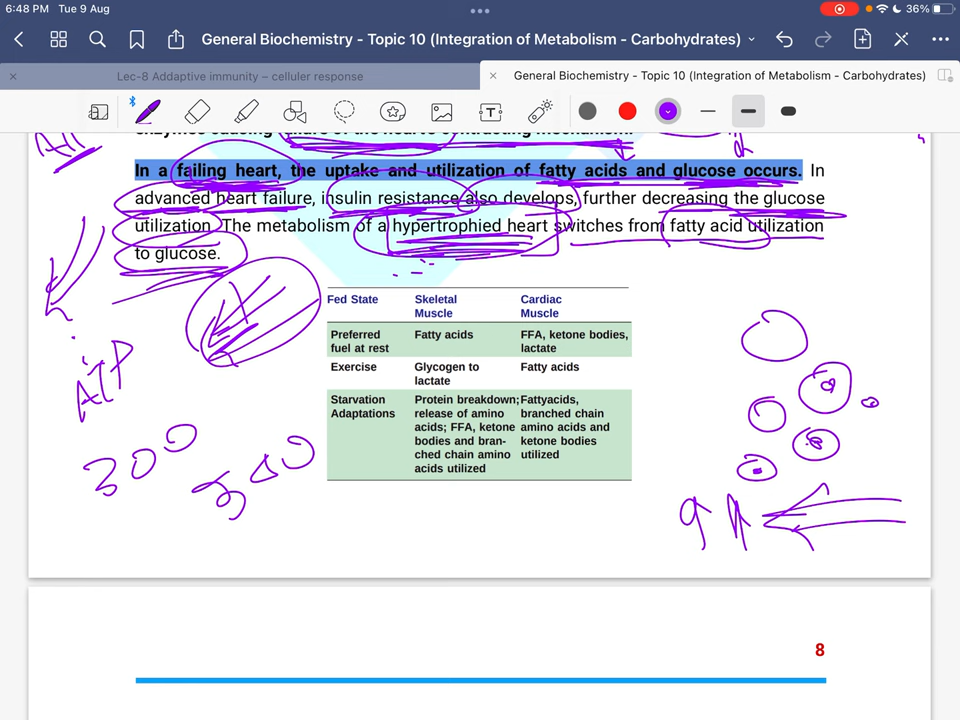 6:48 PM Tue 9 Aug
36%
General Biochemistry - Topic 10 (Integration of Metabolism - Carbohydrates)
Lec-8 Addaptive immunity – celluler response
General Biochemistry - Topic 10 (Integration of Metabolism - Carbohydrates)
In a failing heart, the uptake and utilization of fatty acids and glucose occurs. In
advanced heart failure, insulin resistance also develops, further decreasing the glucose
utilization. The metabolism of a hypertrophied heart switches from fatty acid utilization
to glucose.
Fed State Skeletal Muscle Cardiac Muscle
Preferred fuel at rest Fatty acids FFA, ketone bodies, lactate
Exercise Glycogen to lactate Fatty acids
Starvation Adaptations Protein breakdown; release of amino acids; FFA, ketone bodies and bran-ched chain amino acids utilized Fattyacids, branched chain amino acids and ketone bodies utilized
ATP
300
340
8